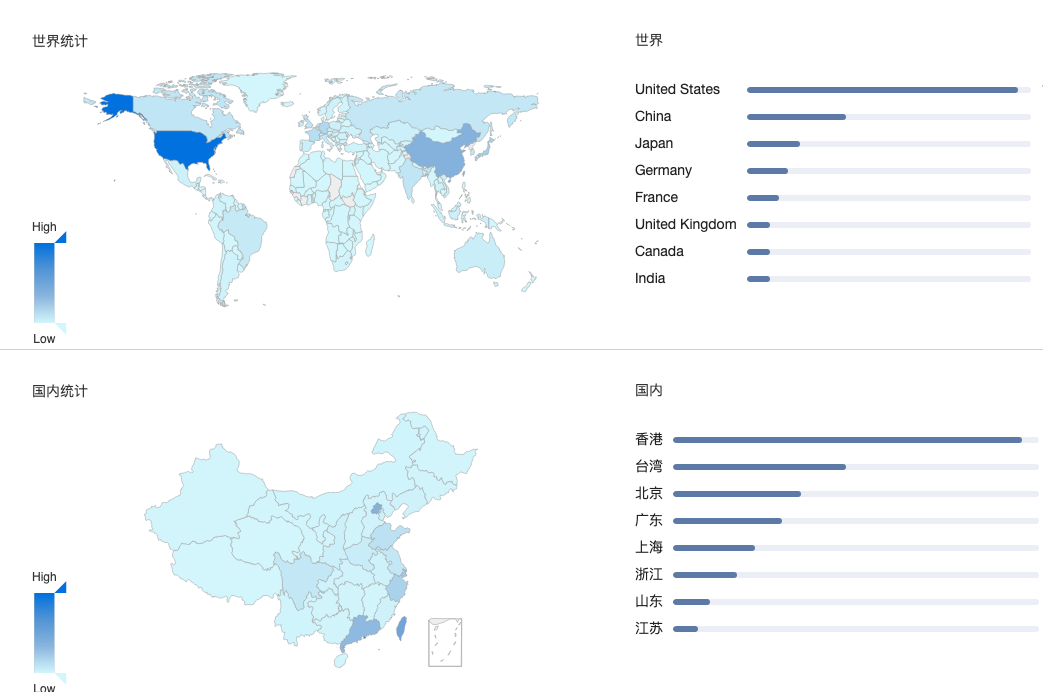 世界统计
High
Low
世界
United States
China
Japan
Germany
France
United Kingdom
Canada
India
国内统计
High
Low
国内
香港
台湾
北京
广东
上海
浙江
山东
江苏